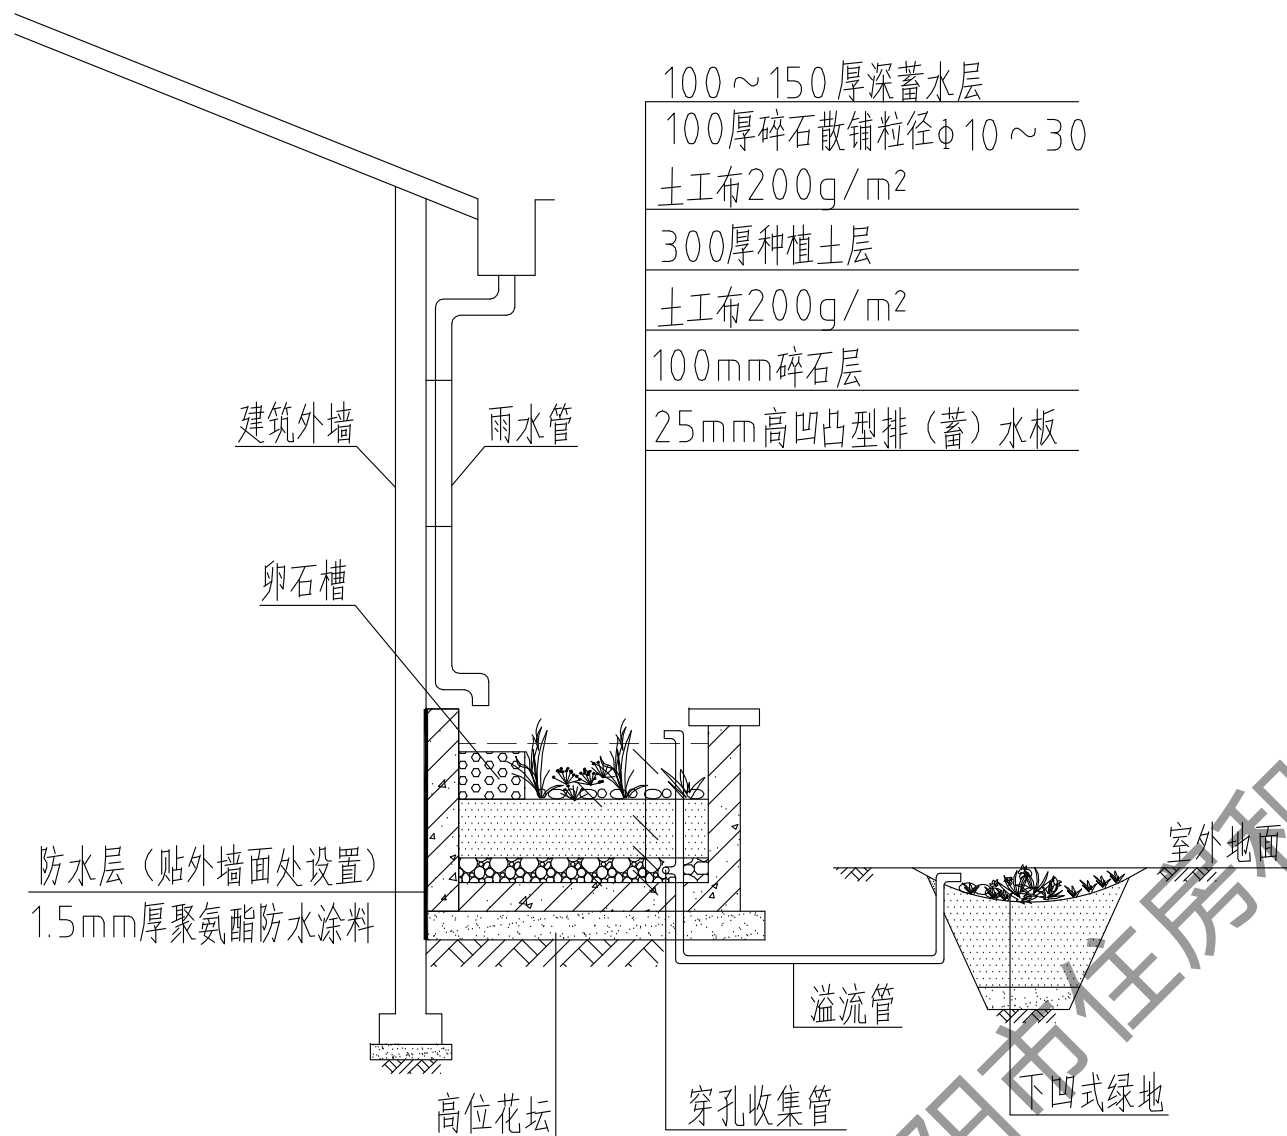 100～150厚深蓄水层
100厚碎石散铺粒径Φ10～30
土工布200g/m²
300厚种植土层
土工布200g/m²
100mm碎石层
25mm高凹凸型排（蓄）水板
建筑外墙
雨水管
卵石槽
防水层（贴外墙面处设置）
1.5mm厚聚氨酯防水涂料
室外地面
溢流管
高位花坛
穿孔收集管
下凹式绿地
阳市住房和